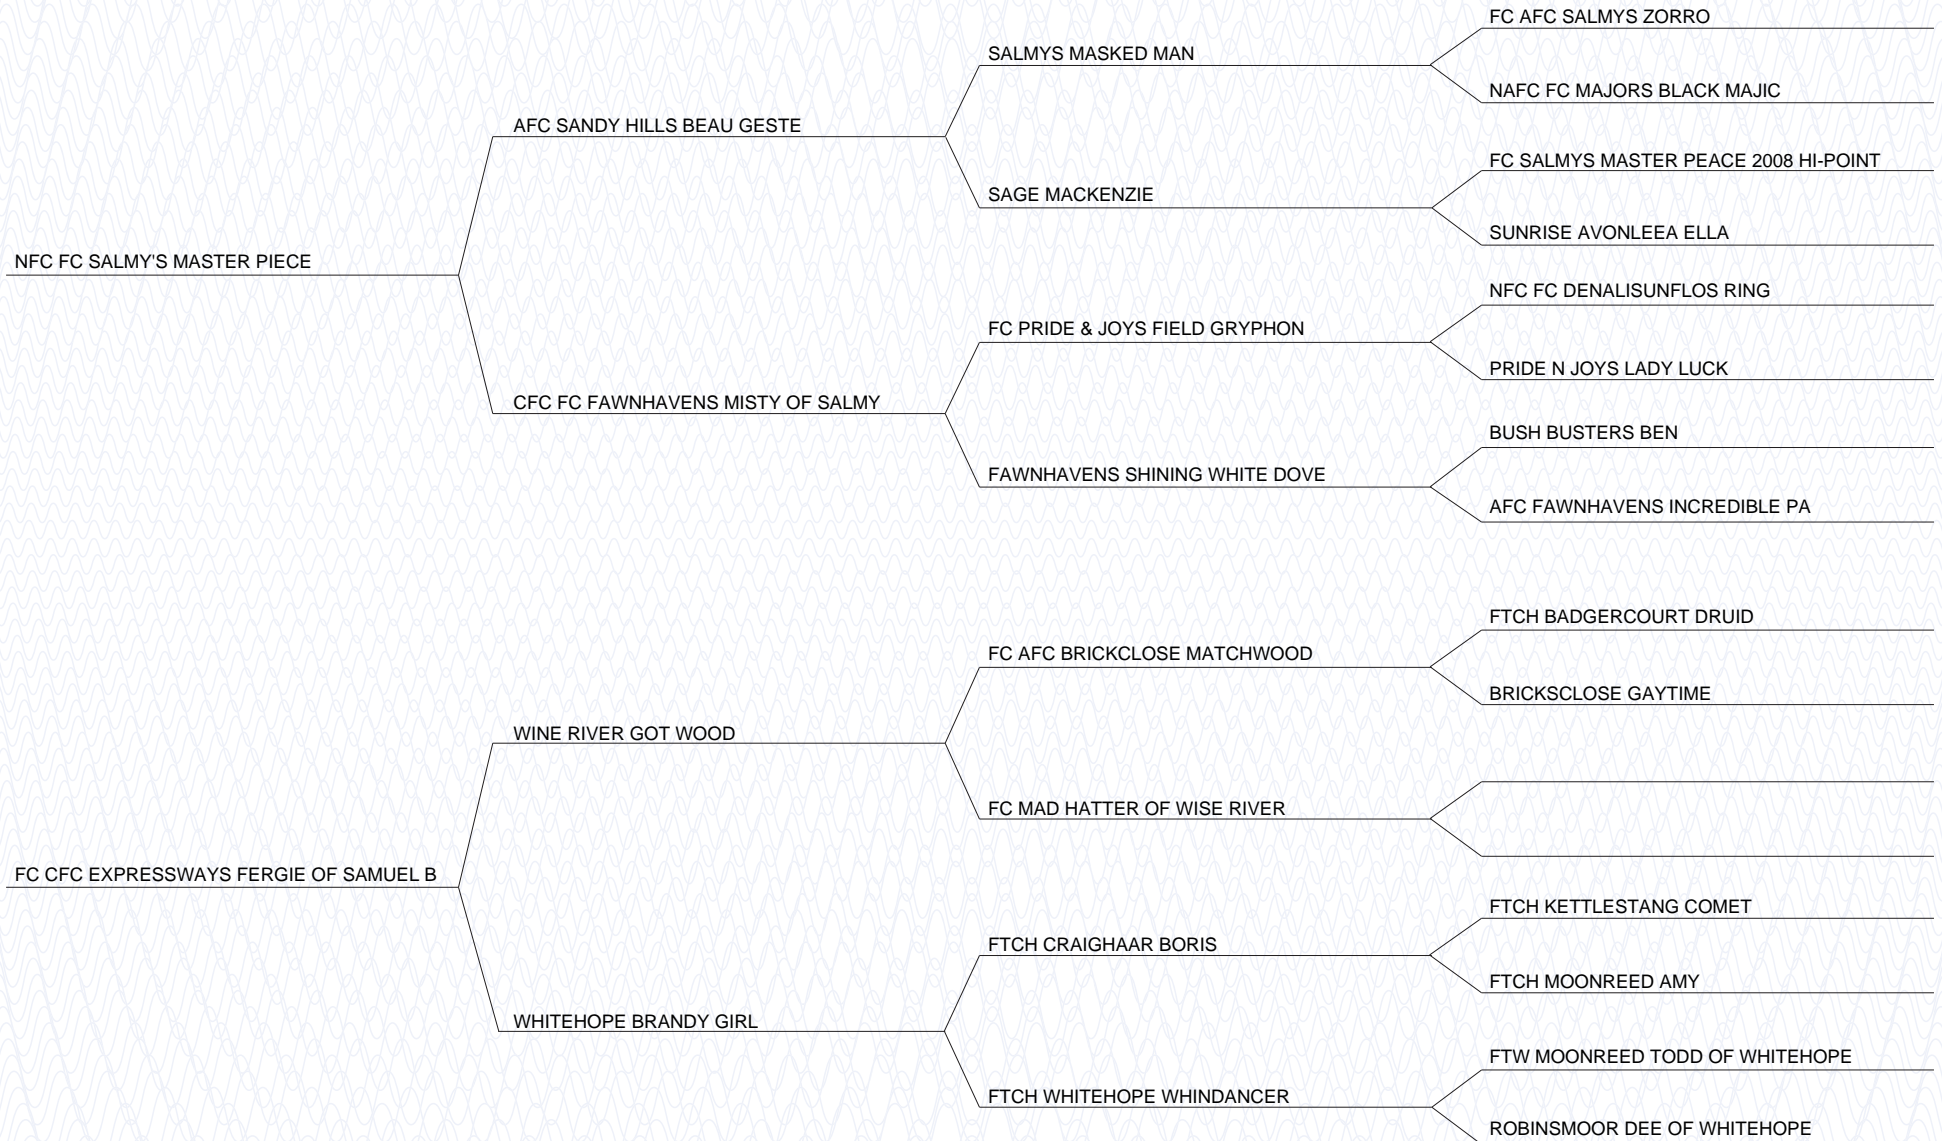 FC AFC SALMYS ZORRO
SALMYS MASKED MAN
NAFC FC MAJORS BLACK MAJIC
AFC SANDY HILLS BEAU GESTE
FC SALMYS MASTER PEACE 2008 HI-POINT
SAGE MACKENZIE
SUNRISE AVONLEEA ELLA
NFC FC SALMY'S MASTER PIECE
NFC FC DENALISUNFLOS RING
FC PRIDE & JOYS FIELD GRYPHON
PRIDE N JOYS LADY LUCK
CFC FC FAWNHAVENS MISTY OF SALMY
BUSH BUSTERS BEN
FAWNHAVENS SHINING WHITE DOVE
AFC FAWNHAVENS INCREDIBLE PA
FTCH BADGERCOURT DRUID
FC AFC BRICKCLOSE MATCHWOOD
BRICKSCLOSE GAYTIME
WINE RIVER GOT WOOD
FC MAD HATTER OF WISE RIVER
FC CFC EXPRESSWAYS FERGIE OF SAMUEL B
FTCH KETTLESTANG COMET
FTCH CRAIGHAAR BORIS
FTCH MOONREED AMY
WHITEHOPE BRANDY GIRL
FTW MOONREED TODD OF WHITEHOPE
FTCH WHITEHOPE WHINDANCER
ROBINSMOOR DEE OF WHITEHOPE